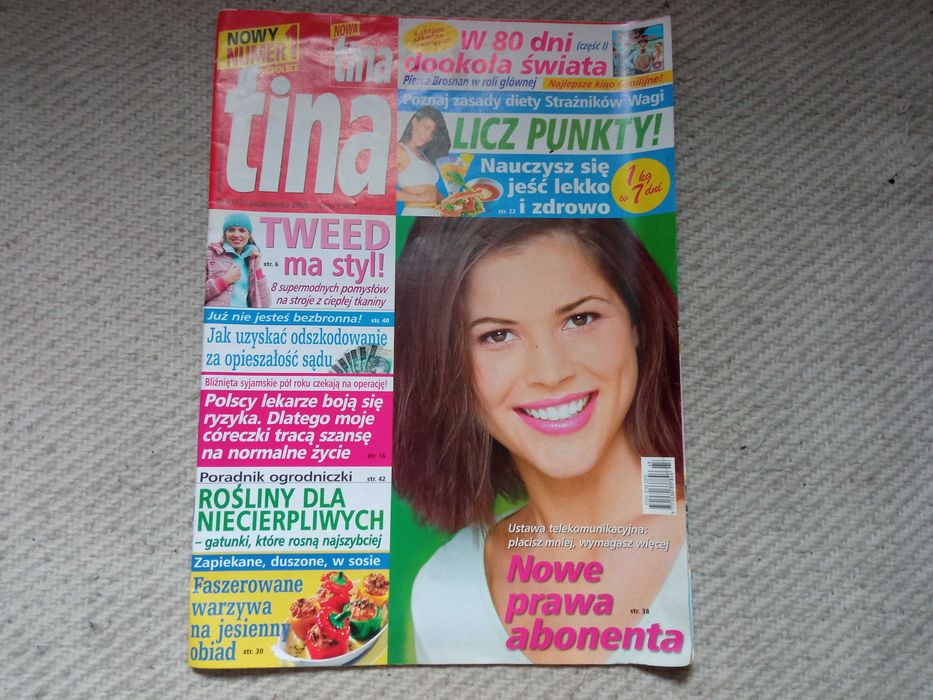 NOWY
NUMER 1
W POLSCE
NOWA
tina
tina
października 2004
W 80 dni (część I)
dookoła świata
Pierce Brosnan w roli głównej
Najlepsze kino familijne!
Poznaj zasady diety Strażników Wagi
LICZ PUNKTY!
Nauczysz się
jeść lekko
i zdrowo
str. 22
1 kg
w 7 dni
TWEED
ma styl!
str. 6
8 supermodnych pomysłów
na stroje z ciepłej tkaniny
Już nie jesteś bezbronna! str. 40
Jak uzyskać odszkodowanie
za opieszałość sądu
Bliźnięta syjamskie pół roku czekają na operację!
Polscy lekarze boją się
ryzyka. Dlatego moje
córeczki tracą szansę
na normalne życie str. 16
Poradnik ogrodniczki str. 42
ROŚLINY DLA
NIECIERPLIWYCH
– gatunki, które rosną najszybciej
Zapiekane, duszone, w sosie
Faszerowane
warzywa
na jesienny
obiad str. 30
Ustawa telekomunikacyjna:
płacisz mniej, wymagasz więcej
Nowe
prawa str. 38
abonenta